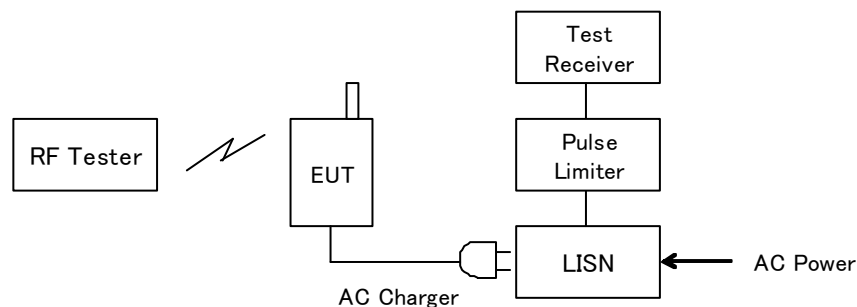 Test
Receiver
RF Tester
EUT
Pulse
Limiter
LISN
AC Power
AC Charger